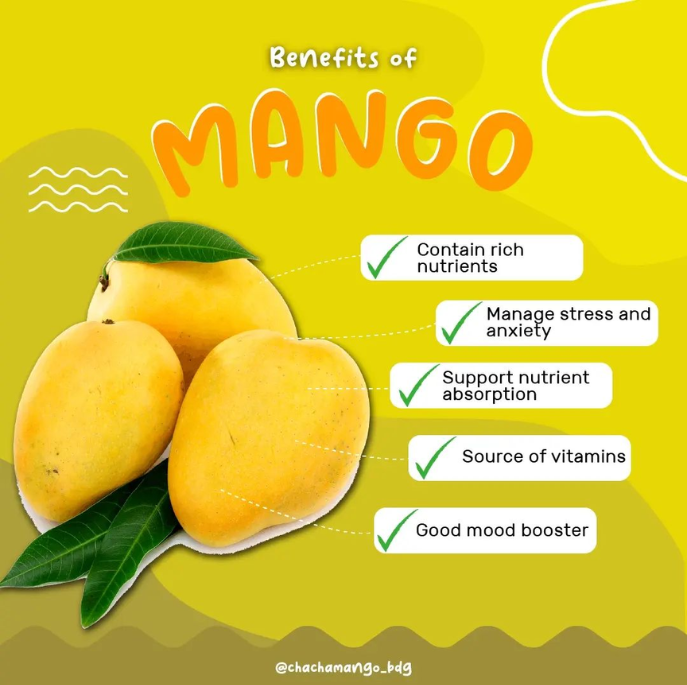 Benefits of
MANGO
Contain rich
nutrients
Manage stress and
anxiety
Support nutrient
absorption
Source of vitamins
Good mood booster
@chachamango_bdg